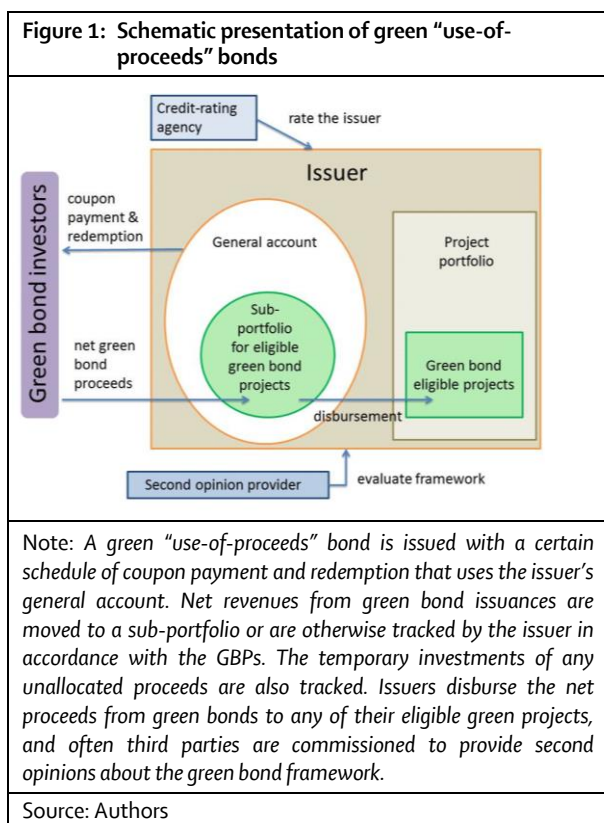 Figure 1: Schematic presentation of green “use-of-
proceeds” bonds
Credit-rating
agency
rate the issuer
Issuer
Green bond investors
coupon
payment &
redemption
General account
Project
portfolio
Sub-
portfolio
for eligible
green bond
projects
net green
bond
proceeds
Green bond
eligible projects
disbursement
Second opinion provider
evaluate framework
Note: A green “use-of-proceeds” bond is issued with a certain
schedule of coupon payment and redemption that uses the issuer’s
general account. Net revenues from green bond issuances are
moved to a sub-portfolio or are otherwise tracked by the issuer in
accordance with the GBPs. The temporary investments of any
unallocated proceeds are also tracked. Issuers disburse the net
proceeds from green bonds to any of their eligible green projects,
and often third parties are commissioned to provide second
opinions about the green bond framework.
Source: Authors